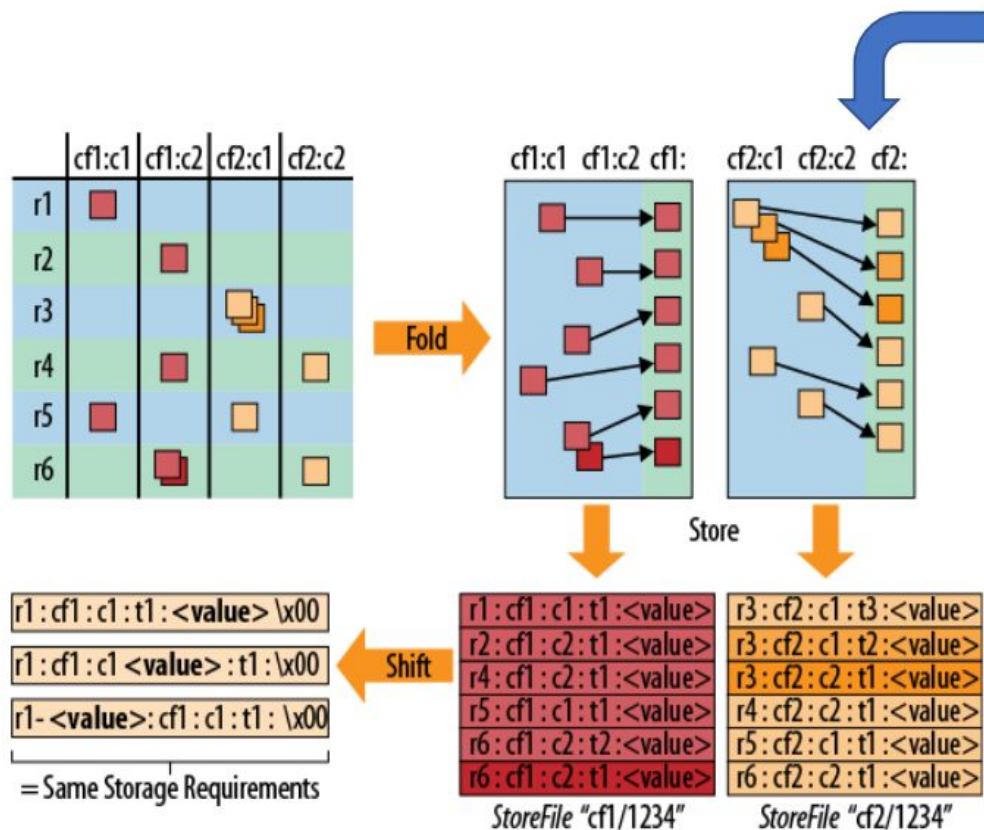 cf1:c1 cf1:c2 cf2:c1 cf2:c2
r1
r2
r3
r4
r5
r6
Fold
cf1:c1 cf1:c2 cf1:
cf2:c1 cf2:c2 cf2:
Store
r1 : cf1 : c1 : t1 : <value>
r2 : cf1 : c2 : t1 : <value>
r4 : cf1 : c2 : t1 : <value>
r5 : cf1 : c1 : t1 : <value>
r6 : cf1 : c2 : t2 : <value>
r6 : cf1 : c2 : t1 : <value>
StoreFile “cf1/1234”
r3 : cf2 : c1 : t3 : <value>
r3 : cf2 : c1 : t2 : <value>
r3 : cf2 : c2 : t1 : <value>
r4 : cf2 : c2 : t1 : <value>
r5 : cf2 : c1 : t1 : <value>
r6 : cf2 : c2 : t1 : <value>
StoreFile “cf2/1234”
Shift
r1 : cf1 : c1 : t1 : <value> \x00
r1 : cf1 : c1 <value> : t1 : \x00
r1- <value>: cf1 : c1 : t1 : \x00
= Same Storage Requirements